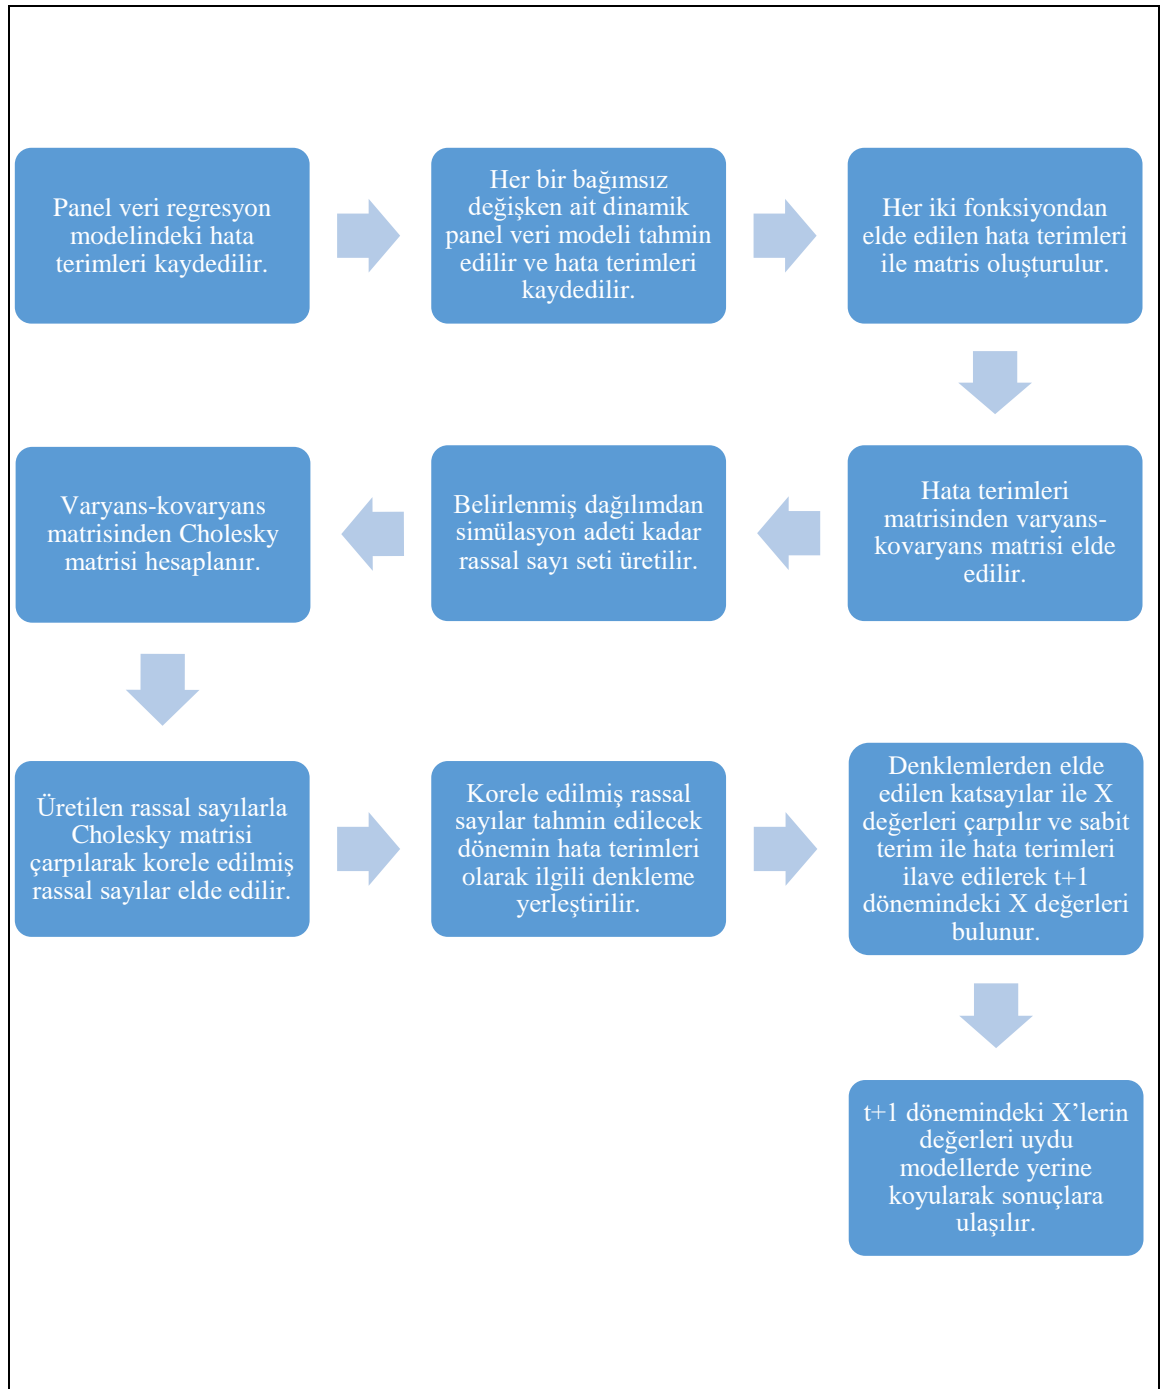 Panel veri regresyon
modelindeki hata
terimleri kaydedilir.
Her bir bağımsız
değişken ait dinamik
panel veri modeli tahmin
edilir ve hata terimleri
kaydedilir.
Her iki fonksiyondan
elde edilen hata terimleri
ile matris oluşturulur.
Hata terimleri
matrisinden varyans-
kovaryans matrisi elde
edilir.
Belirlenmiş dağılımdan
simülasyon adeti kadar
rassal sayı seti üretilir.
Varyans-kovaryans
matrisinden Cholesky
matrisi hesaplanır.
Üretilen rassal sayılarla
Cholesky matrisi
çarpılarak korele edilmiş
rassal sayılar elde edilir.
Korele edilmiş rassal
sayılar tahmin edilecek
dönemin hata terimleri
olarak ilgili denkleme
yerleştirilir.
Denklemlerden elde
edilen katsayılar ile X
değerleri çarpılır ve sabit
terim ile hata terimleri
ilave edilerek t+1
dönemindeki X değerleri
bulunur.
t+1 dönemindeki X’lerin
değerleri uydu
modellerde yerine
koyularak sonuçlara
ulaşılır.